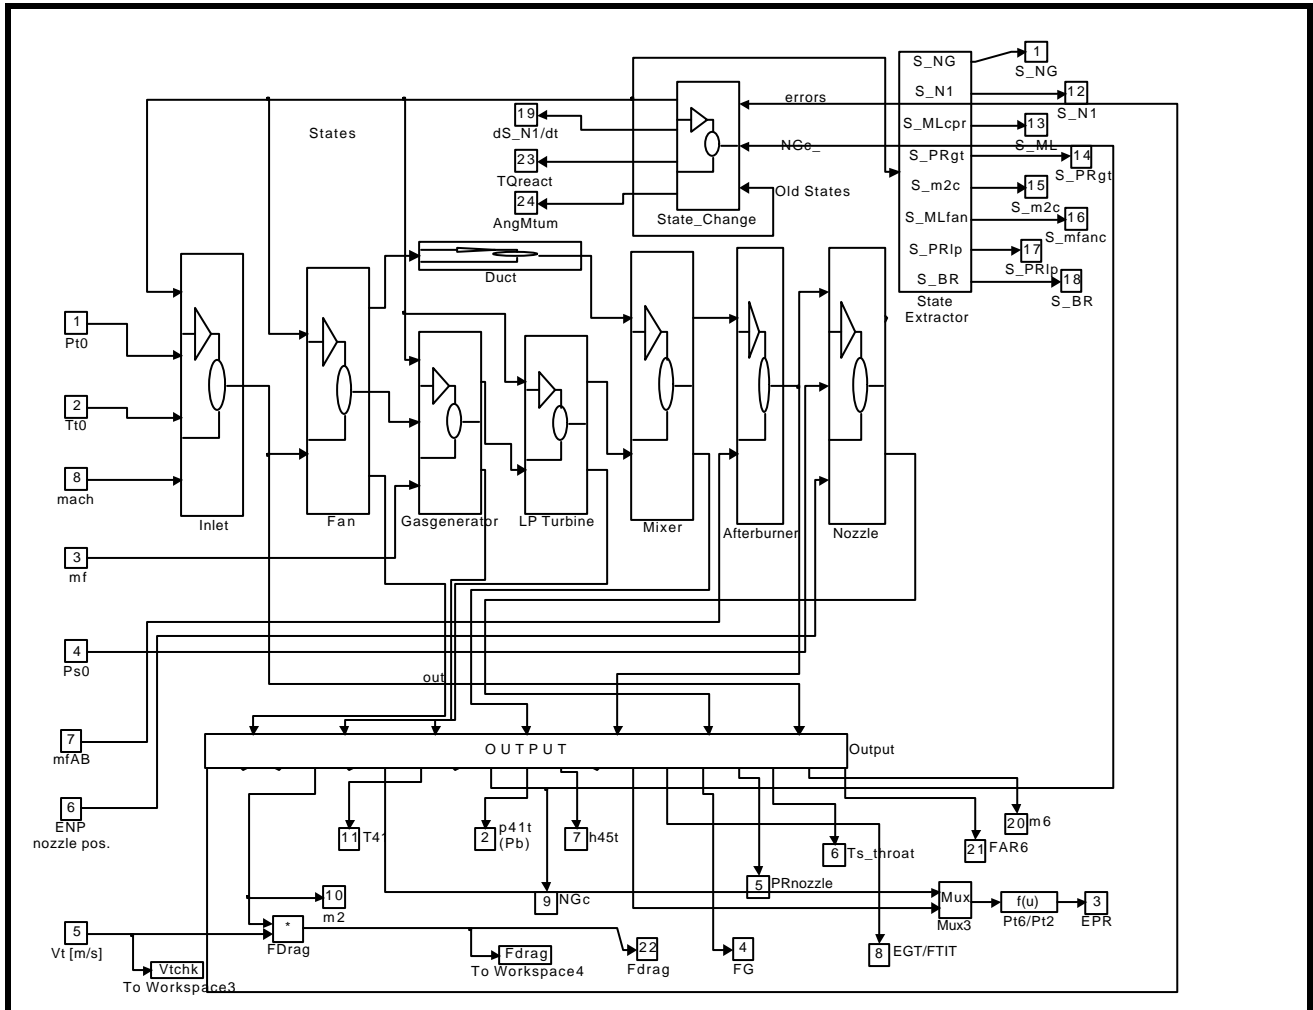 S_NG
1
S_NG
S_N1
12
S_N1
errors
19
dS_N1/dt
States
S_MLcpr
13
S_ML
NGc_
S_PRgt
14
S_PRgt
23
TQreact
S_m2c
15
S_m2c
Old States
24
AngMtum
State_Change
S_MLfan
16
S_mfanc
S_PRlp
17
S_PRlp
S_BR
18
S_BR
State
Extractor
Duct
1
Pt0
2
Tt0
8
mach
Inlet
Fan
Gasgenerator
LP Turbine
Mixer
Afterburner
Nozzle
3
mf
4
Ps0
out
7
mfAB
OUTPUT
Output
6
ENP
nozzle pos.
11
T41
2
p41t
(Pb)
7
h45t
20
m6
21
FAR6
6
Ts_throat
5
PRnozzle
10
m2
9
NGc
Mux
Mux3
f(u)
Pt6/Pt2
3
EPR
5
Vt [m/s]
*
FDrag
Vtchk
To Workspace3
Fdrag
To Workspace4
22
Fdrag
4
FG
8
EGT/FTIT